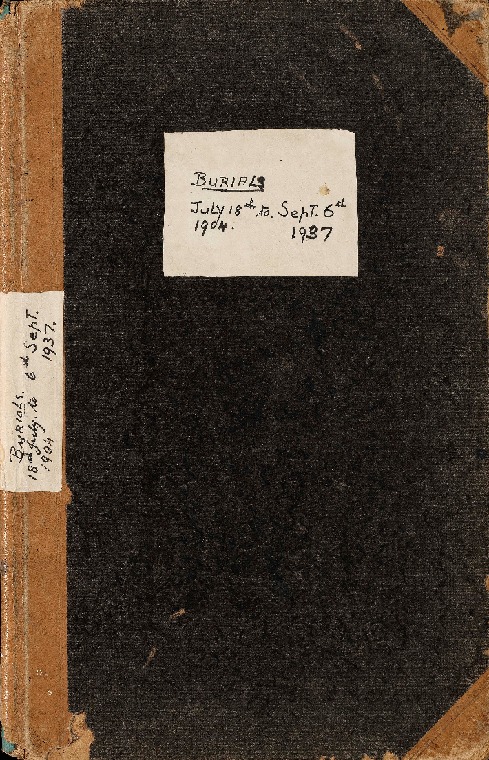 BURIALS
July 18th to. Sept. 6th
1904. 1937
BURIALS.
18th July. to 6th Sept.
1904 1937.